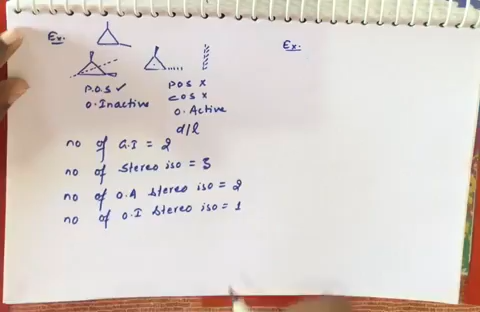 Ex.
Ex.
P.O.S ✓
O.Inactive
POS x
COS x
O.Active
d/l
no of G.I = 2
no of Stereo iso = 3
no of O.A Stereo iso = 2
no of O.I Stereo iso = 1